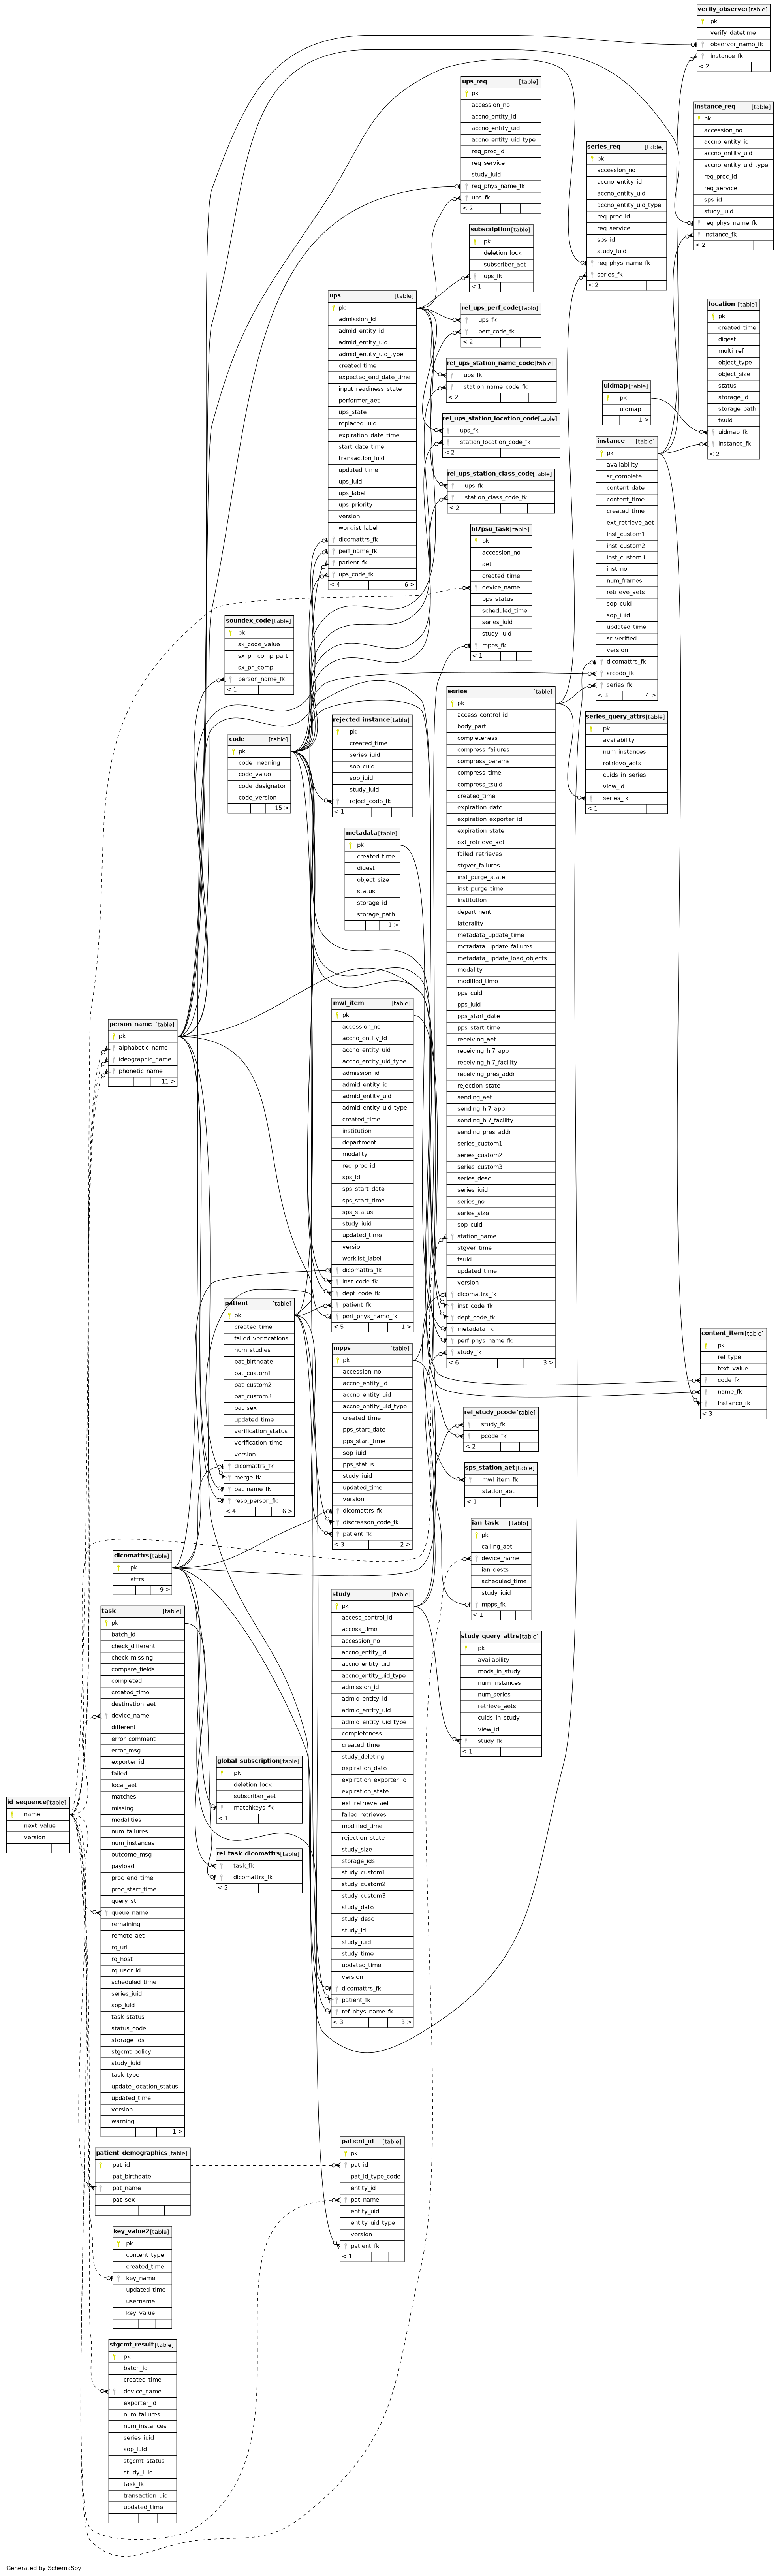 verify_observer [table]
pk
verify_datetime
observer_name_fk
instance_fk
< 2
ups_req [table]
pk
accession_no
accno_entity_id
accno_entity_uid
accno_entity_uid_type
req_proc_id
req_service
study_iuid
req_phys_name_fk
ups_fk
< 2
instance_req [table]
pk
accession_no
accno_entity_id
accno_entity_uid
accno_entity_uid_type
req_proc_id
req_service
sps_id
study_iuid
req_phys_name_fk
instance_fk
< 2
series_req [table]
pk
accession_no
accno_entity_id
accno_entity_uid
accno_entity_uid_type
req_proc_id
req_service
sps_id
study_iuid
req_phys_name_fk
series_fk
< 2
subscription [table]
pk
deletion_lock
subscriber_aet
ups_fk
< 1
ups [table]
pk
admission_id
admid_entity_id
admid_entity_uid
admid_entity_uid_type
created_time
expected_end_date_time
input_readiness_state
performer_aet
ups_state
replaced_iuid
expiration_date_time
start_date_time
transaction_iuid
updated_time
ups_iuid
ups_label
ups_priority
version
worklist_label
dicomattrs_fk
perf_name_fk
patient_fk
ups_code_fk
< 4 6 >
rel_ups_perf_code [table]
ups_fk
perf_code_fk
< 2
location [table]
pk
created_time
digest
multi_ref
object_type
object_size
status
storage_id
storage_path
tsuid
uidmap_fk
instance_fk
< 2
rel_ups_station_name_code [table]
ups_fk
station_name_code_fk
< 2
uidmap [table]
pk
uidmap
1 >
rel_ups_station_location_code [table]
ups_fk
station_location_code_fk
< 2
instance [table]
pk
availability
sr_complete
content_date
content_time
created_time
ext_retrieve_aet
inst_custom1
inst_custom2
inst_custom3
inst_no
num_frames
retrieve_aets
sop_cuid
sop_iuid
updated_time
sr_verified
version
dicomattrs_fk
srcode_fk
series_fk
< 3 4 >
rel_ups_station_class_code [table]
ups_fk
station_class_code_fk
< 2
hl7psu_task [table]
pk
accession_no
aet
created_time
device_name
pps_status
scheduled_time
series_iuid
study_iuid
mpps_fk
< 1
soundex_code [table]
pk
sx_code_value
sx_pn_comp_part
sx_pn_comp
person_name_fk
< 1
series [table]
pk
access_control_id
body_part
completeness
compress_failures
compress_params
compress_time
compress_tsuid
created_time
expiration_date
expiration_exporter_id
expiration_state
ext_retrieve_aet
failed_retrieves
stgver_failures
inst_purge_state
inst_purge_time
institution
department
laterality
metadata_update_time
metadata_update_failures
metadata_update_load_objects
modality
modified_time
pps_cuid
pps_iuid
pps_start_date
pps_start_time
receiving_aet
receiving_hl7_app
receiving_hl7_facility
receiving_pres_addr
rejection_state
sending_aet
sending_hl7_app
sending_hl7_facility
sending_pres_addr
series_custom1
series_custom2
series_custom3
series_desc
series_iuid
series_no
series_size
sop_cuid
station_name
stgver_time
tsuid
updated_time
version
dicomattrs_fk
inst_code_fk
dept_code_fk
metadata_fk
perf_phys_name_fk
study_fk
< 6 3 >
series_query_attrs [table]
pk
availability
num_instances
retrieve_aets
cuids_in_series
view_id
series_fk
< 1
rejected_instance [table]
pk
created_time
series_iuid
sop_cuid
sop_iuid
study_iuid
reject_code_fk
< 1
code [table]
pk
code_meaning
code_value
code_designator
code_version
15 >
metadata [table]
pk
created_time
digest
object_size
status
storage_id
storage_path
1 >
mwl_item [table]
pk
accession_no
accno_entity_id
accno_entity_uid
accno_entity_uid_type
admission_id
admid_entity_id
admid_entity_uid
admid_entity_uid_type
created_time
institution
department
modality
req_proc_id
sps_id
sps_start_date
sps_start_time
sps_status
study_iuid
updated_time
version
worklist_label
dicomattrs_fk
inst_code_fk
dept_code_fk
patient_fk
perf_phys_name_fk
< 5 1 >
person_name [table]
pk
alphabetic_name
ideographic_name
phonetic_name
11 >
patient [table]
pk
created_time
failed_verifications
num_studies
pat_birthdate
pat_custom1
pat_custom2
pat_custom3
pat_sex
updated_time
verification_status
verification_time
version
dicomattrs_fk
merge_fk
pat_name_fk
resp_person_fk
< 4 6 >
content_item [table]
pk
rel_type
text_value
code_fk
name_fk
instance_fk
< 3
mpps [table]
pk
accession_no
accno_entity_id
accno_entity_uid
accno_entity_uid_type
created_time
pps_start_date
pps_start_time
sop_iuid
pps_status
study_iuid
updated_time
version
dicomattrs_fk
discreason_code_fk
patient_fk
< 3 2 >
rel_study_pcode [table]
study_fk
pcode_fk
< 2
sps_station_aet [table]
mwl_item_fk
station_aet
< 1
ian_task [table]
pk
calling_aet
device_name
ian_dests
scheduled_time
study_iuid
mpps_fk
< 1
dicomattrs [table]
pk
attrs
9 >
study [table]
pk
access_control_id
access_time
accession_no
accno_entity_id
accno_entity_uid
accno_entity_uid_type
admission_id
admid_entity_id
admid_entity_uid
admid_entity_uid_type
completeness
created_time
study_deleting
expiration_date
expiration_exporter_id
expiration_state
ext_retrieve_aet
failed_retrieves
modified_time
rejection_state
study_size
storage_ids
study_custom1
study_custom2
study_custom3
study_date
study_desc
study_id
study_iuid
study_time
updated_time
version
dicomattrs_fk
patient_fk
ref_phys_name_fk
< 3 3 >
task [table]
pk
batch_id
check_different
check_missing
compare_fields
completed
created_time
destination_aet
device_name
different
error_comment
error_msg
exporter_id
failed
local_aet
matches
missing
modalities
num_failures
num_instances
outcome_msg
payload
proc_end_time
proc_start_time
query_str
queue_name
remaining
remote_aet
rq_uri
rq_host
rq_user_id
scheduled_time
series_iuid
sop_iuid
task_status
status_code
storage_ids
stgcmt_policy
study_iuid
task_type
update_location_status
updated_time
version
warning
1 >
study_query_attrs [table]
pk
availability
mods_in_study
num_instances
num_series
retrieve_aets
cuids_in_study
view_id
study_fk
< 1
global_subscription [table]
pk
deletion_lock
subscriber_aet
matchkeys_fk
< 1
id_sequence [table]
name
next_value
version
rel_task_dicomattrs [table]
task_fk
dicomattrs_fk
< 2
patient_id [table]
pk
pat_id
pat_id_type_code
entity_id
pat_name
entity_uid
entity_uid_type
version
patient_fk
< 1
patient_demographics [table]
pat_id
pat_birthdate
pat_name
pat_sex
key_value2 [table]
pk
content_type
created_time
key_name
updated_time
username
key_value
stgcmt_result [table]
pk
batch_id
created_time
device_name
exporter_id
num_failures
num_instances
series_iuid
sop_iuid
stgcmt_status
study_iuid
task_fk
transaction_uid
updated_time
Generated by SchemaSpy